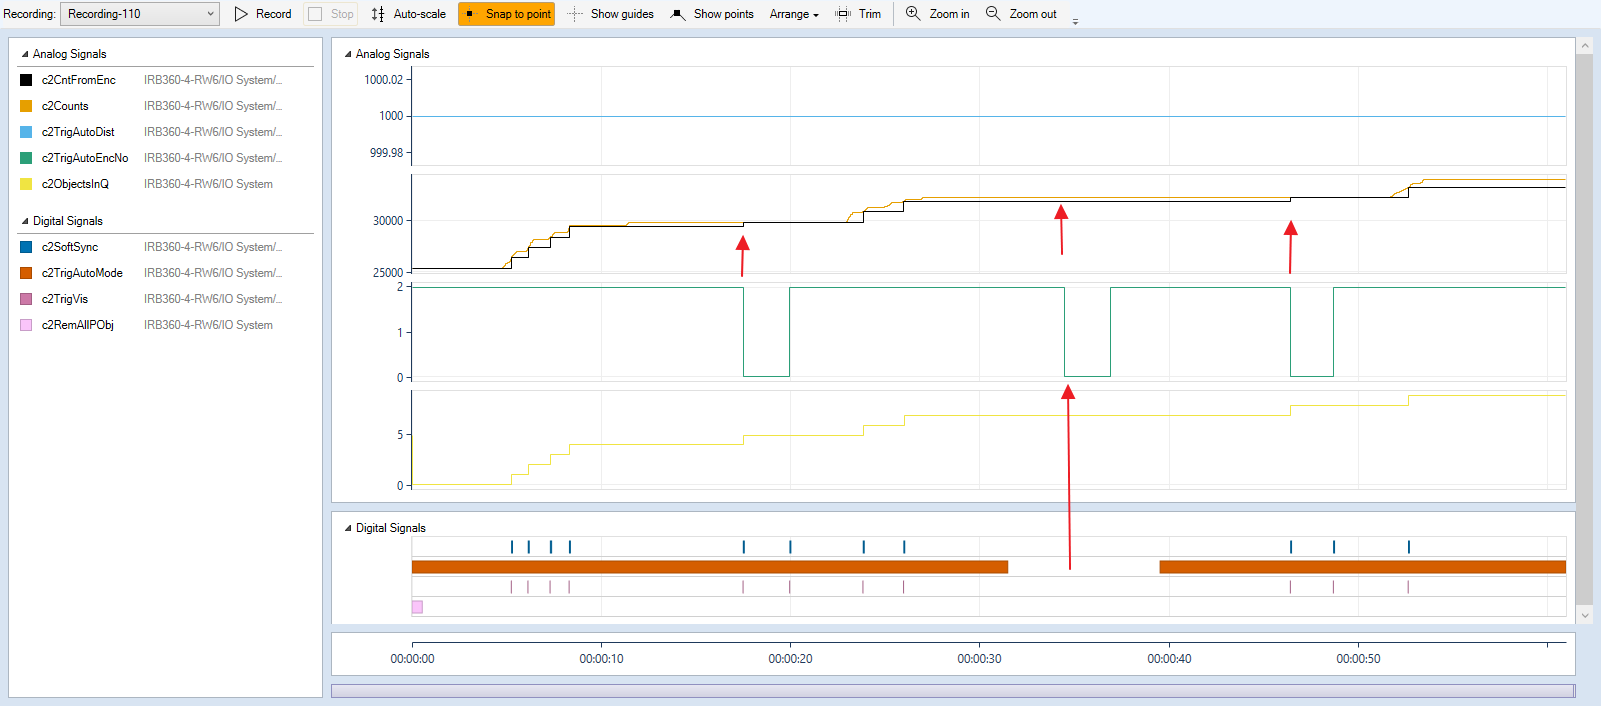 Recording: Recording-110 Record Stop Auto-scale Snap to point Show guides Show points Arrange Trim Zoom in Zoom out
Analog Signals
c2CntFromEnc IRB360-4-RW6/IO System/...
c2Counts IRB360-4-RW6/IO System/...
c2TrigAutoDist IRB360-4-RW6/IO System/...
c2TrigAutoEncNo IRB360-4-RW6/IO System/...
c2ObjectsInQ IRB360-4-RW6/IO System
Digital Signals
c2SoftSync IRB360-4-RW6/IO System/...
c2TrigAutoMode IRB360-4-RW6/IO System/...
c2TrigVis IRB360-4-RW6/IO System/...
c2RemAllPObj IRB360-4-RW6/IO System
Analog Signals
1000.02
1000
999.98
30000
25000
2
1
0
5
0
Digital Signals
00:00:00 00:00:10 00:00:20 00:00:30 00:00:40 00:00:50